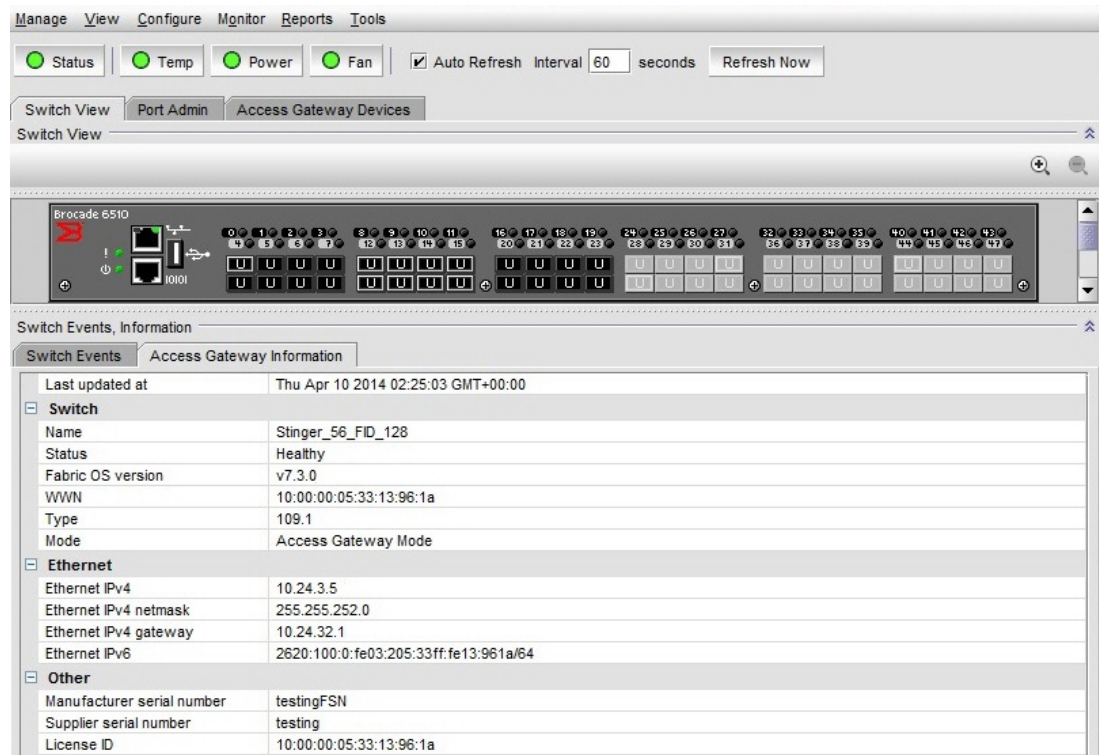 Manage View Configure Monitor Reports Tools
Status Temp Power Fan Auto Refresh Interval 60 seconds Refresh Now
Switch View Port Admin Access Gateway Devices
Switch View
Brocade 6510
0 1 2 3 8 9 10 11 16 17 18 19 24 25 26 27 32 33 34 35 40 41 42 43
4 5 6 7 12 13 14 15 20 21 22 23 28 29 30 31 36 37 38 39 44 45 46 47
!
U U U U U U U U U U U U U U U U U U U U U U U U
IOIOI
U U U U U U U U U U U U U U U U U U U U U U U U
Switch Events, Information
Switch Events Access Gateway Information
Last updated at Thu Apr 10 2014 02:25:03 GMT+00:00
Switch
Name Stinger_56_FID_128
Status Healthy
Fabric OS version v7.3.0
WWN 10:00:00:05:33:13:96:1a
Type 109.1
Mode Access Gateway Mode
Ethernet
Ethernet IPv4 10.24.3.5
Ethernet IPv4 netmask 255.255.252.0
Ethernet IPv4 gateway 10.24.32.1
Ethernet IPv6 2620:100:0:fe03:205:33ff:fe13:961a/64
Other
Manufacturer serial number testingFSN
Supplier serial number testing
License ID 10:00:00:05:33:13:96:1a